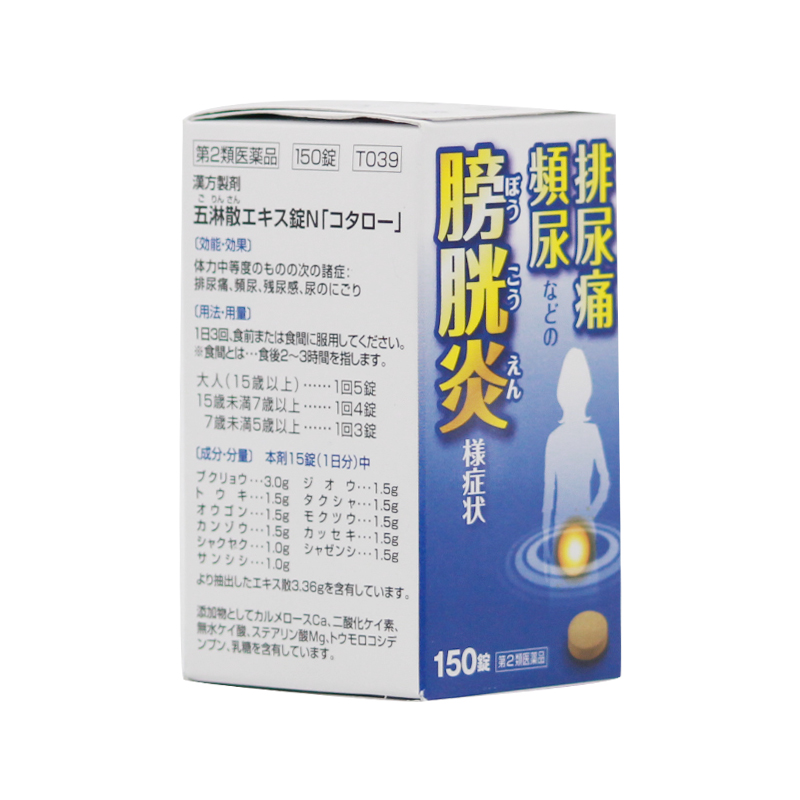 第2類医薬品 150錠 T039
漢方製剤
ご りんさん
五淋散エキス錠N「コタロー」
〔効能・効果〕
体力中等度のものの次の諸症:
排尿痛、頻尿、残尿感、尿のにごり
〔用法・用量〕
1日3回、食前または食間に服用してください。
※食間とは…食後2〜3時間を指します。
大人(15歳以上)……1回5錠
15歳未満7歳以上……1回4錠
7歳未満5歳以上……1回3錠
〔成分・分量〕 本剤15錠(1日分)中
ブクリョウ…3.0g ジオウ…1.5g
トウキ…1.5g タクシャ…1.5g
オウゴン…1.5g モクツウ…1.5g
カンゾウ…1.5g カッセキ…1.5g
シャクヤク…1.0g シャゼンシ…1.5g
サンシシ…1.0g
より抽出したエキス散3.36gを含有しています。
添加物としてカルメロースCa、二酸化ケイ素、
無水ケイ酸、ステアリン酸Mg、トウモロコシデ
ンプン、乳糖を含有しています。
排尿痛
頻尿などの
膀胱炎
ぼうこうえん
様症状
150錠 第2類医薬品